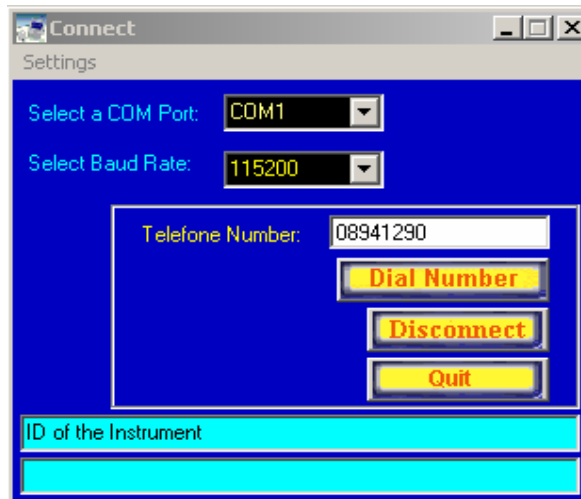 Connect
Settings
Select a COM Port: COM1
Select Baud Rate: 115200
Telefone Number: 08941290
Dial Number
Disconnect
Quit
ID of the Instrument